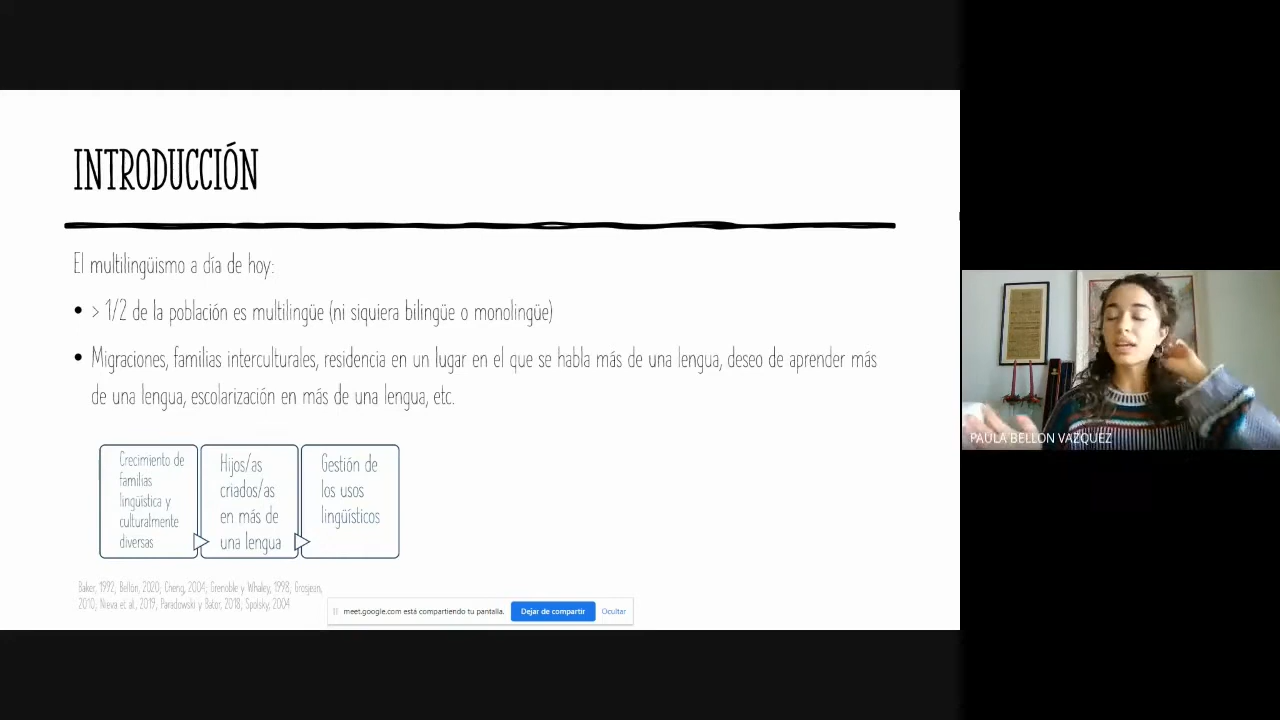 INTRODUCCIÓN
El multilingüismo a día de hoy:
• > 1/2 de la población es multilingüe (ni siquiera bilingüe o monolingüe)
• Migraciones, familias interculturales, residencia en un lugar en el que se habla más de una lengua, deseo de aprender más
de una lengua, escolarización en más de una lengua, etc.
Crecimiento de
familias
lingüística y
culturalmente
diversas
Hijos/as
criados/as
en más de
una lengua
Gestión de
los usos
lingüísticos
Baker, 1992; Bellón, 2020; Cheng, 2004; Grenoble y Whaley, 1998; Grosjean,
2010; Nieva et al., 2019; Paradowski y Bator, 2018; Spolsky, 2004
meet.google.com está compartiendo tu pantalla.
Dejar de compartir
Ocultar
PAULA BELLON VAZQUEZ